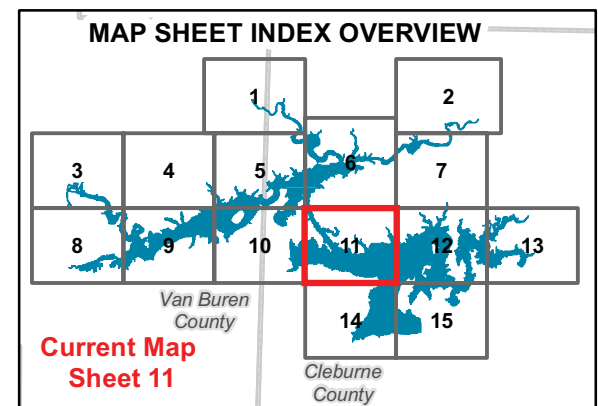 MAP SHEET INDEX OVERVIEW
1
2
3
4
5
6
7
8
9
10
11
12
13
Van Buren
County
14
15
Current Map
Sheet 11
Cleburne
County